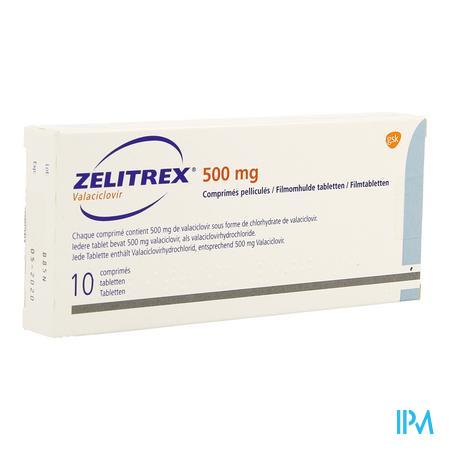 ZELITREX® 500 mg
Valaciclovir
Comprimés pelliculés / Filmomhulde tabletten / Filmtabletten
gsk
Chaque comprimé contient 500 mg de valaciclovir sous forme de chlorhydrate de valaciclovir.
Iedere tablet bevat 500 mg valaciclovir, als valaciclovirhydrochloride.
Jede Tablette enthält Valaciclovirhydrochlorid, entsprechend 500 mg Valaciclovir.
10 comprimés
tabletten
Tabletten
Lot:
Exp:
B85N
05-2020
IPM